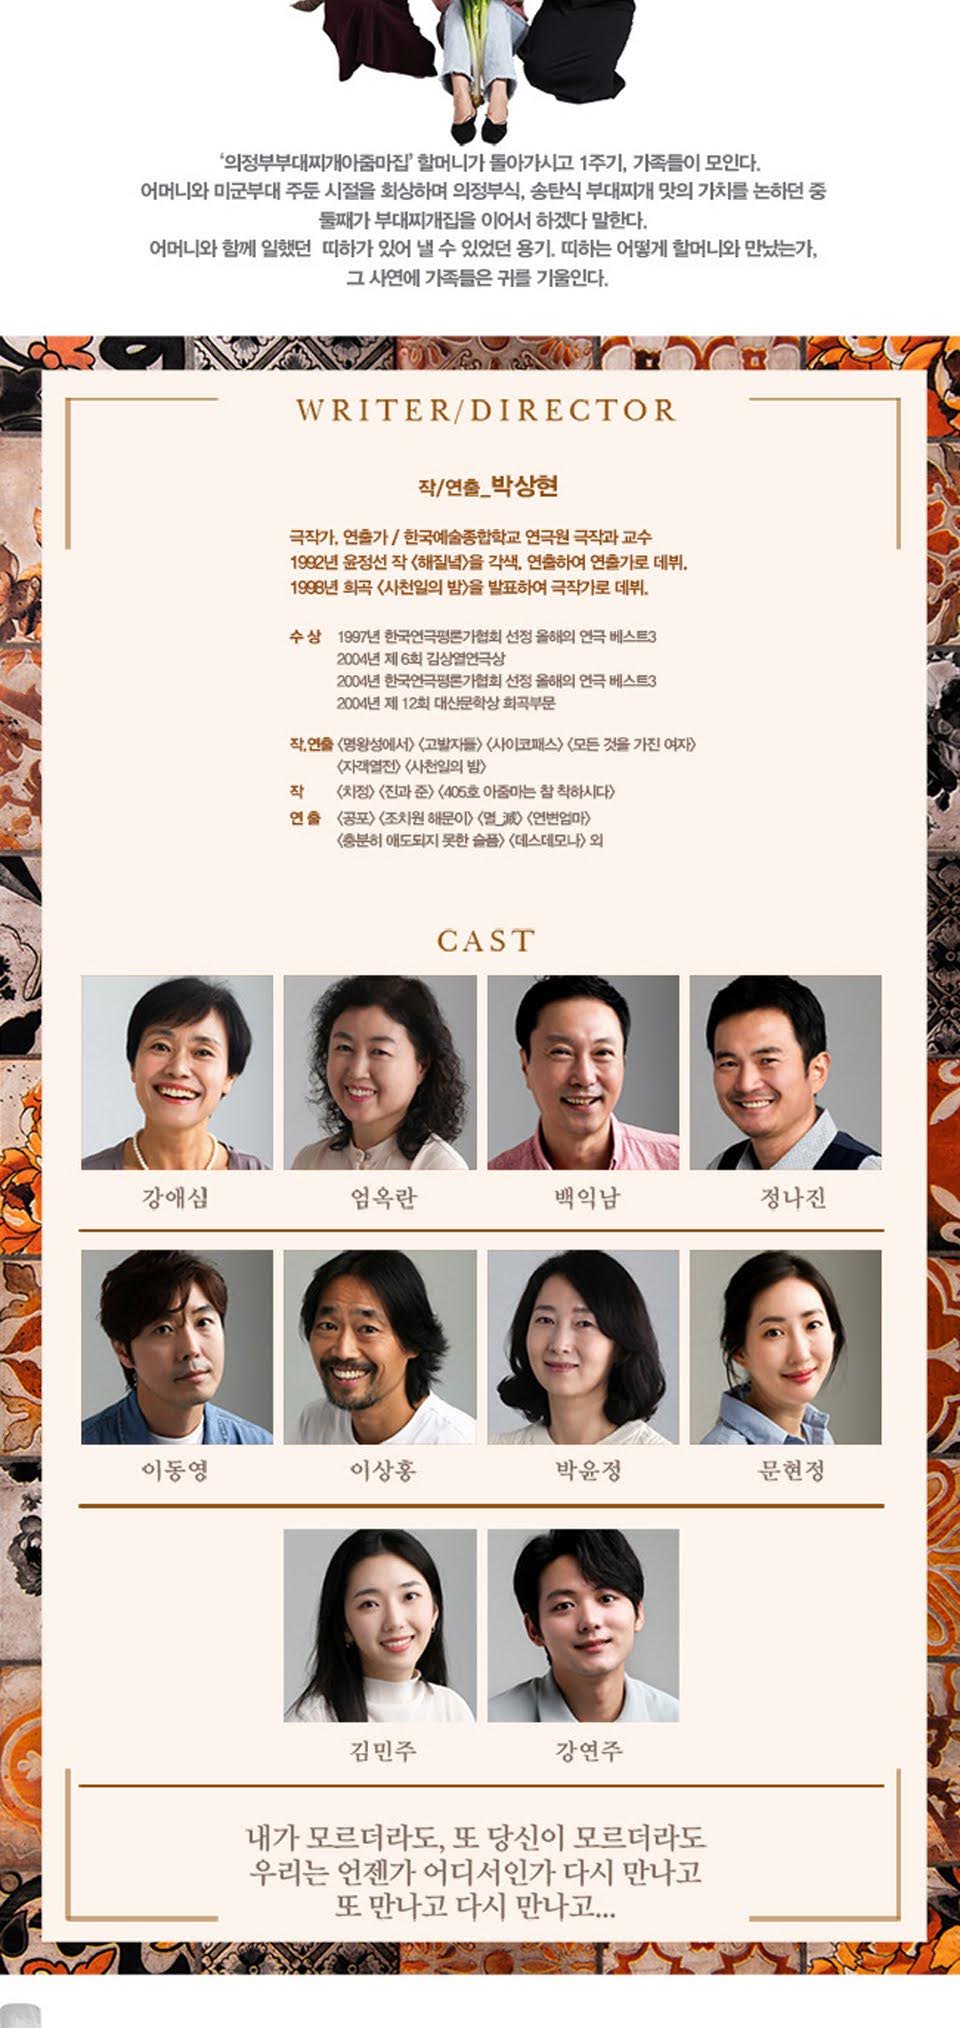 ‘의정부부대찌개아줌마집’ 할머니가 돌아가시고 1주기, 가족들이 모인다.
어머니와 미군부대 주둔 시절을 회상하며 의정부식, 송탄식 부대찌개 맛의 가치를 논하던 중
둘째가 부대찌개집을 이어서 하겠다 말한다.
어머니와 함께 일했던 띠하가 있어 낼 수 있었던 용기. 띠하는 어떻게 할머니와 만났는가,
그 사연에 가족들은 귀를 기울인다.
WRITER/DIRECTOR
작/연출_박상현
극작가, 연출가 / 한국예술종합학교 연극원 극작과 교수
1992년 윤정선 작 〈해질녘〉을 각색, 연출하여 연출가로 데뷔.
1998년 희곡 〈사천일의 밤〉을 발표하여 극작가로 데뷔.
수 상 1997년 한국연극평론가협회 선정 올해의 연극 베스트3
2004년 제 6회 김상열연극상
2004년 한국연극평론가협회 선정 올해의 연극 베스트3
2004년 제 12회 대산문학상 희곡부문
작,연출 〈명왕성에서〉 〈고발자들〉 〈사이코패스〉 〈모든 것을 가진 여자〉
〈자객열전〉 〈사천일의 밤〉
작 〈치정〉 〈진과 준〉 〈405호 아줌마는 참 착하시다〉
연 출 〈공포〉 〈조치원 해문이〉 〈멸_滅〉 〈연변엄마〉
〈충분히 애도되지 못한 슬픔〉 〈데스데모나〉 외
CAST
강애심 엄옥란 백익남 정나진
이동영 이상홍 박윤정 문현정
김민주 강연주
내가 모르더라도, 또 당신이 모르더라도
우리는 언젠가 어디서인가 다시 만나고
또 만나고 다시 만나고...